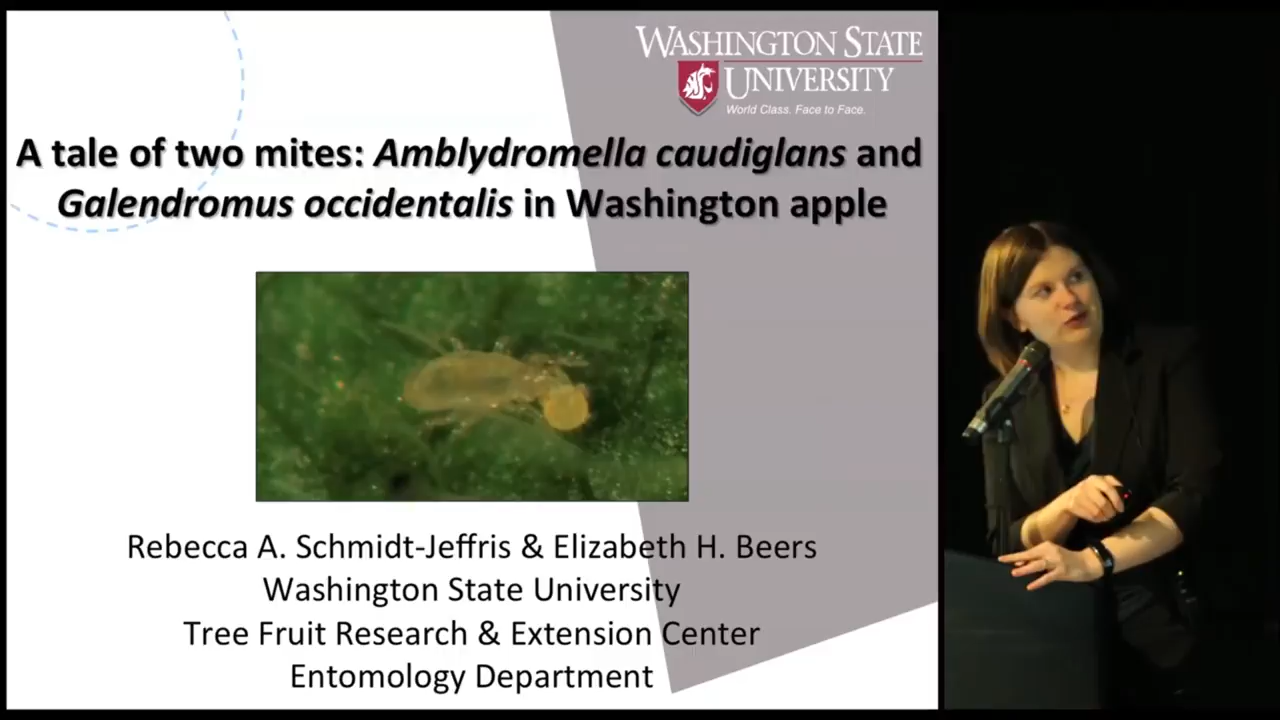 WASHINGTON STATE
UNIVERSITY
World Class. Face to Face.
A tale of two mites: Amblydromella caudiglans and
Galendromus occidentalis in Washington apple
Rebecca A. Schmidt-Jeffris & Elizabeth H. Beers
Washington State University
Tree Fruit Research & Extension Center
Entomology Department